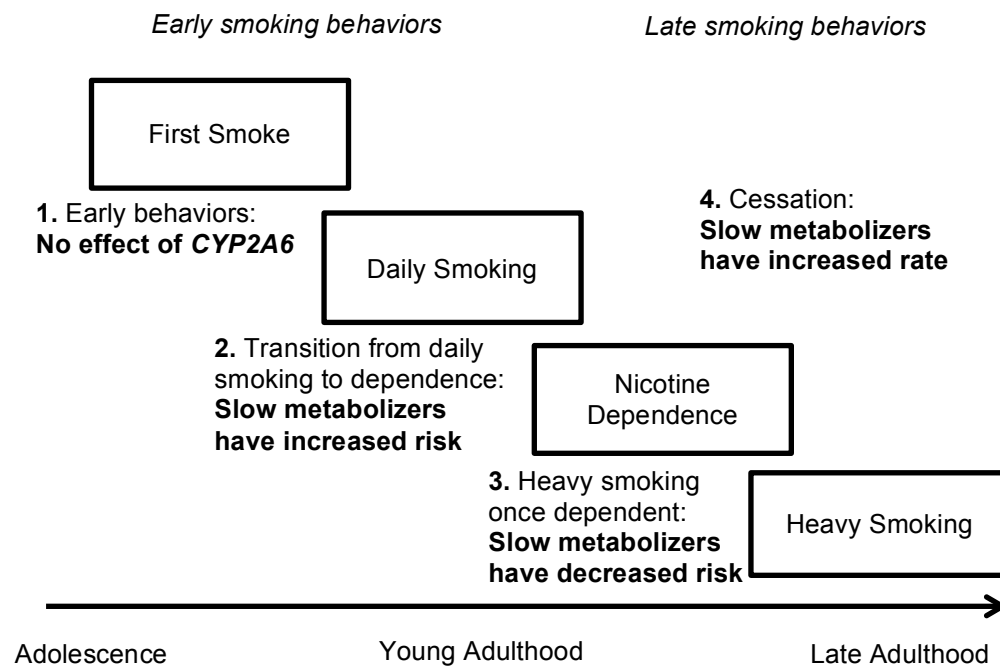 Early smoking behaviors
Late smoking behaviors
First Smoke
1. Early behaviors:
No effect of CYP2A6
Daily Smoking
4. Cessation:
Slow metabolizers
have increased rate
2. Transition from daily
smoking to dependence:
Slow metabolizers
have increased risk
Nicotine
Dependence
3. Heavy smoking
once dependent:
Slow metabolizers
have decreased risk
Heavy Smoking
Adolescence
Young Adulthood
Late Adulthood